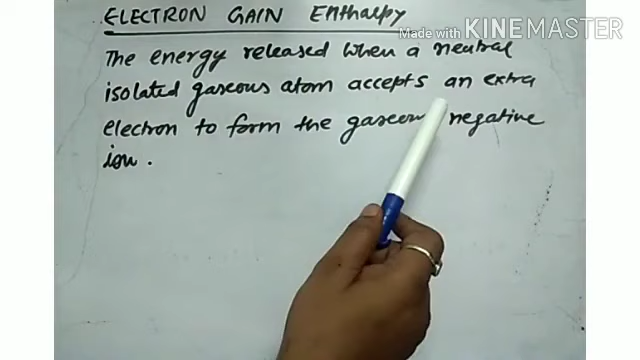 Made with KINEMASTER
ELECTRON GAIN Enthalpy
The energy released when a neutral
isolated gaseous atom accepts an extra
electron to form the gaseous negative
ion.